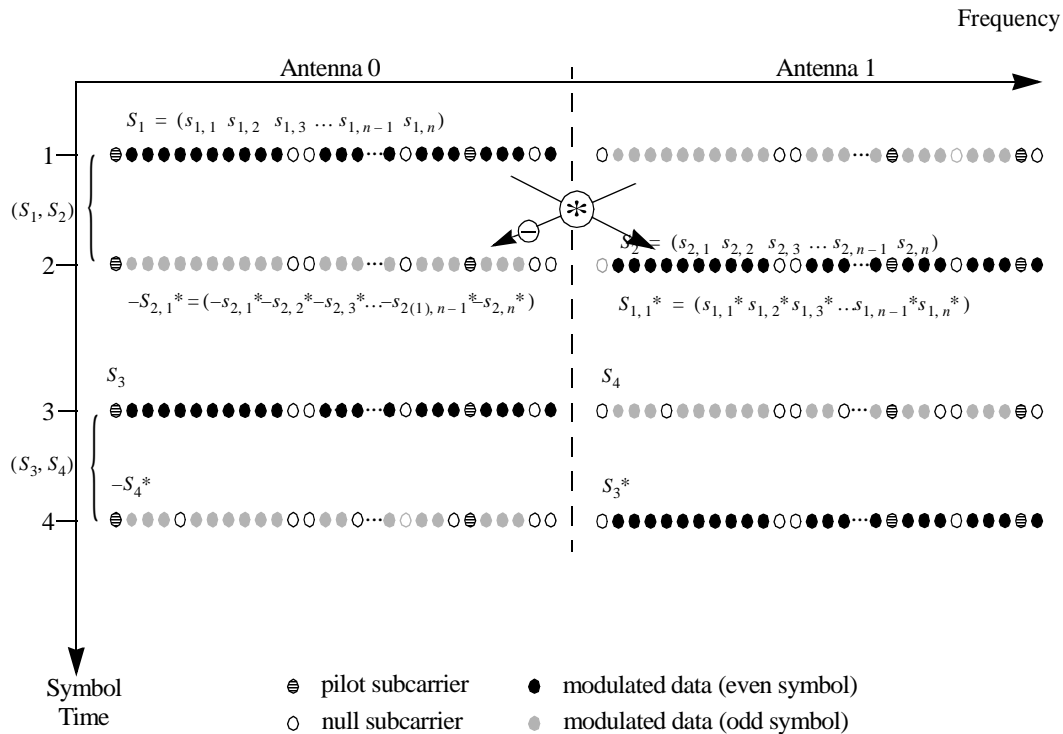 Frequency
Antenna 0
Antenna 1
S₁ = (s₁,₁ s₁,₂ s₁,₃ … s₁,ₙ₋₁ s₁,ₙ)
1
(S₁, S₂)
*
–
S₂ = (s₂,₁ s₂,₂ s₂,₃ … s₂,ₙ₋₁ s₂,ₙ)
2
–S₂,₁* = (–s₂,₁* –s₂,₂* –s₂,₃* … –s₂₍₁₎,ₙ₋₁* –s₂,ₙ*)
S₁,₁* = (s₁,₁* s₁,₂* s₁,₃* … s₁,ₙ₋₁* s₁,ₙ*)
S₃
S₄
3
(S₃, S₄)
–S₄*
S₃*
4
Symbol
Time
pilot subcarrier
modulated data (even symbol)
null subcarrier
modulated data (odd symbol)